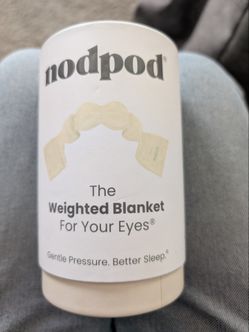 nodpod®
The
Weighted Blanket
For Your Eyes®
Gentle Pressure. Better Sleep.®